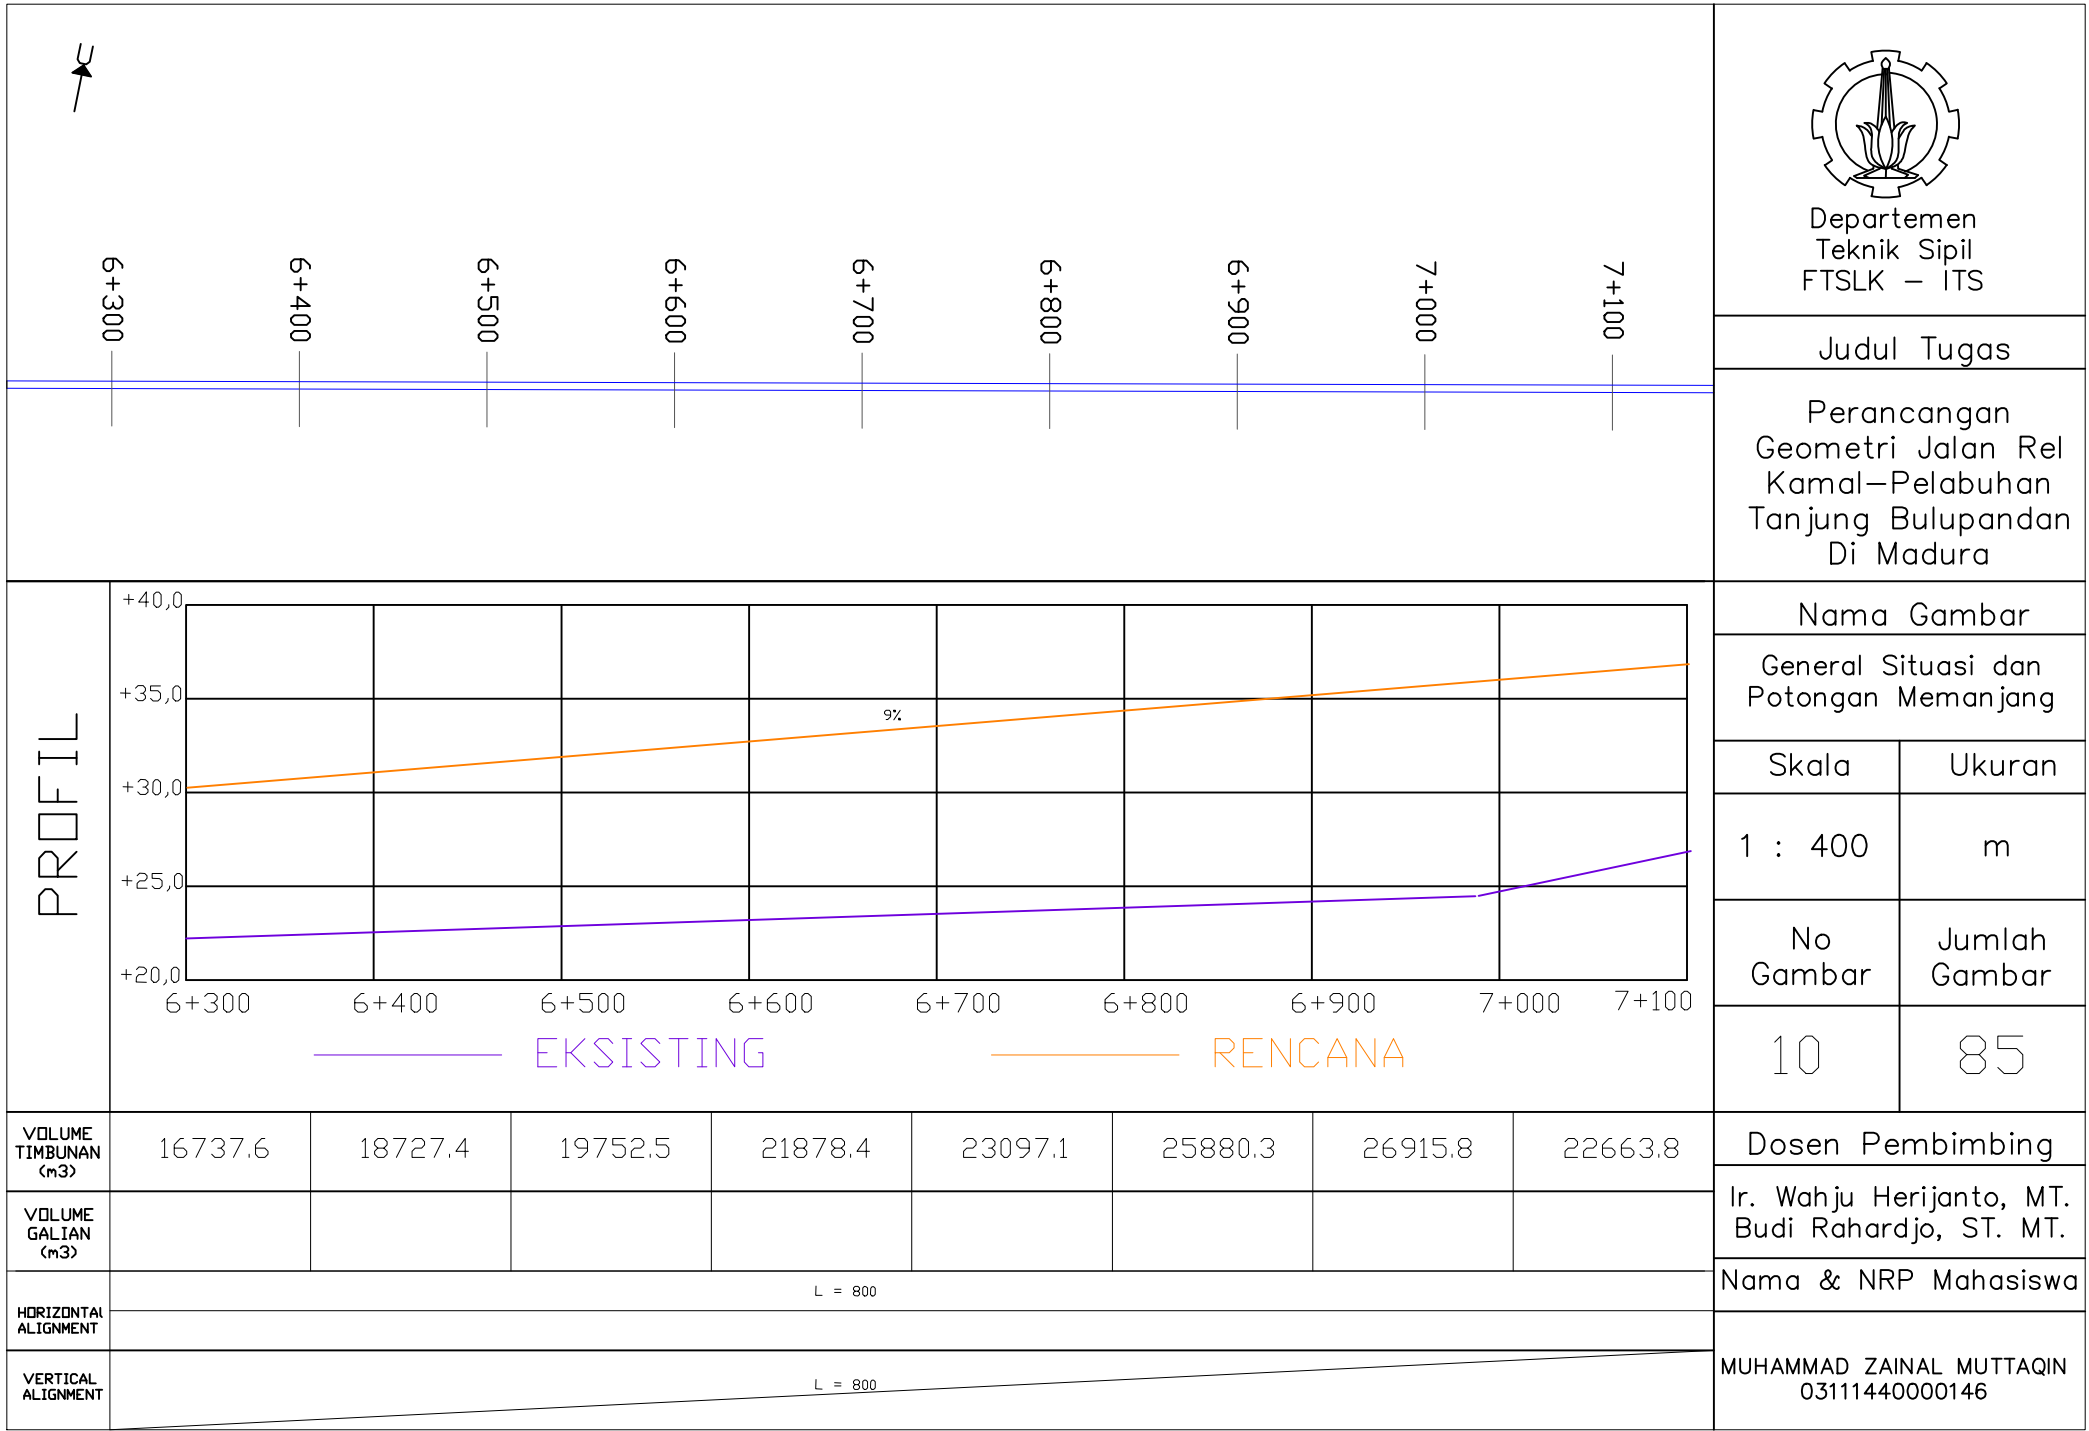 U
6+300
6+400
6+500
6+600
6+700
6+800
6+900
7+000
7+100
PROFIL
+40,0
+35,0
+30,0
+25,0
+20,0
9‰
6+300
6+400
6+500
6+600
6+700
6+800
6+900
7+000
7+100
EKSISTING
RENCANA
VOLUME
TIMBUNAN
(m3)
16737.6
18727.4
19752.5
21878.4
23097.1
25880.3
26915.8
22663.8
VOLUME
GALIAN
(m3)
HORIZONTAL
ALIGNMENT
L = 800
VERTICAL
ALIGNMENT
L = 800
Departemen
Teknik Sipil
FTSLK – ITS
Judul Tugas
Perancangan
Geometri Jalan Rel
Kamal–Pelabuhan
Tanjung Bulupandan
Di Madura
Nama Gambar
General Situasi dan
Potongan Memanjang
Skala
Ukuran
1 : 400
m
No
Gambar
Jumlah
Gambar
10
85
Dosen Pembimbing
Ir. Wahju Herijanto, MT.
Budi Rahardjo, ST. MT.
Nama & NRP Mahasiswa
MUHAMMAD ZAINAL MUTTAQIN
03111440000146